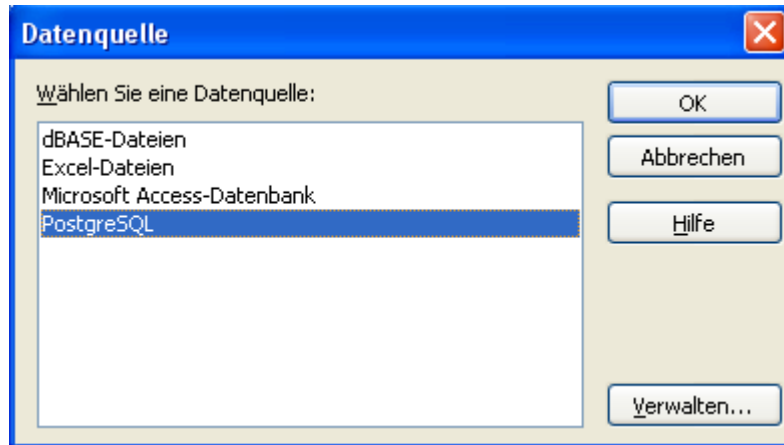 Datenquelle
Wählen Sie eine Datenquelle:
dBASE-Dateien
Excel-Dateien
Microsoft Access-Datenbank
PostgreSQL
OK
Abbrechen
Hilfe
Verwalten...